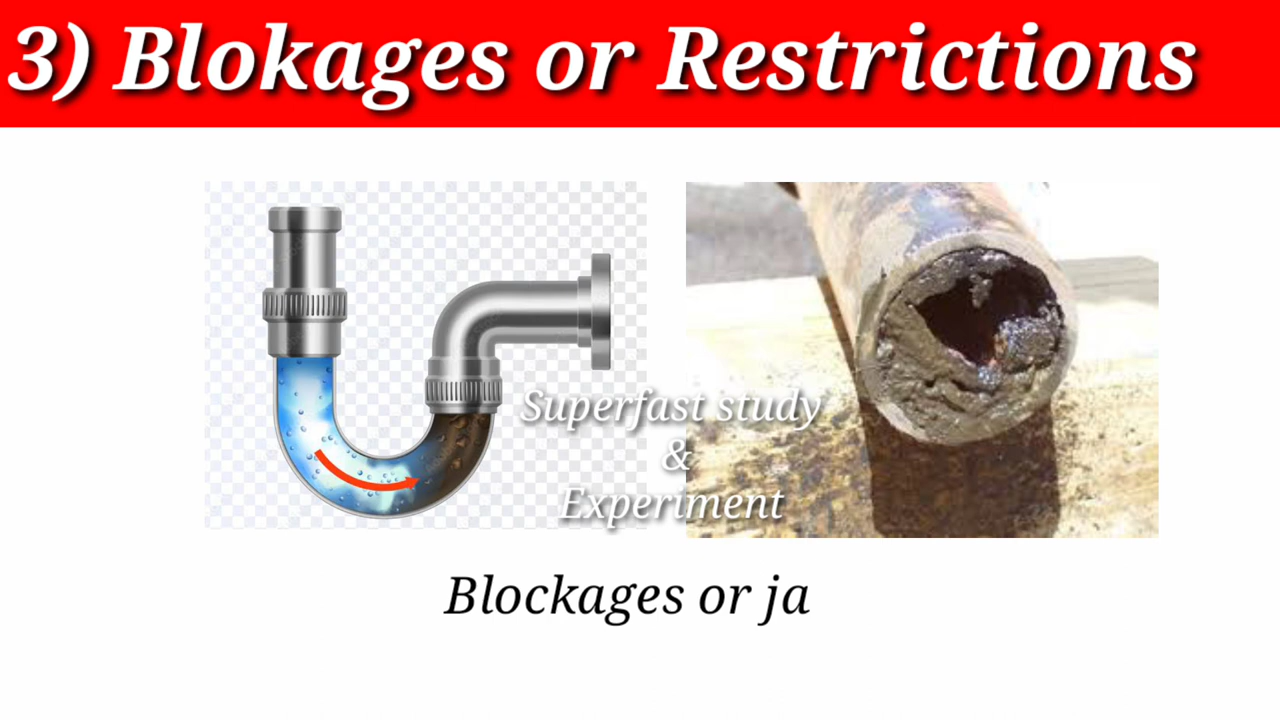 3) Blokages or Restrictions
Superfast study
&
Experiment
Blockages or ja